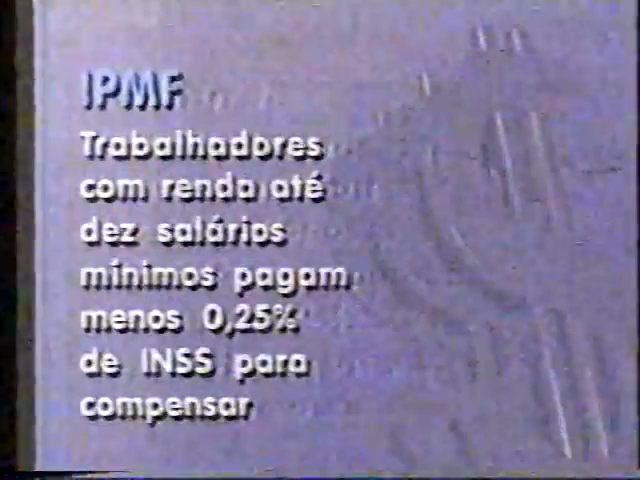 IPMF
Trabalhadores
com renda até
dez salários
mínimos pagam
menos 0,25%
de INSS para
compensar